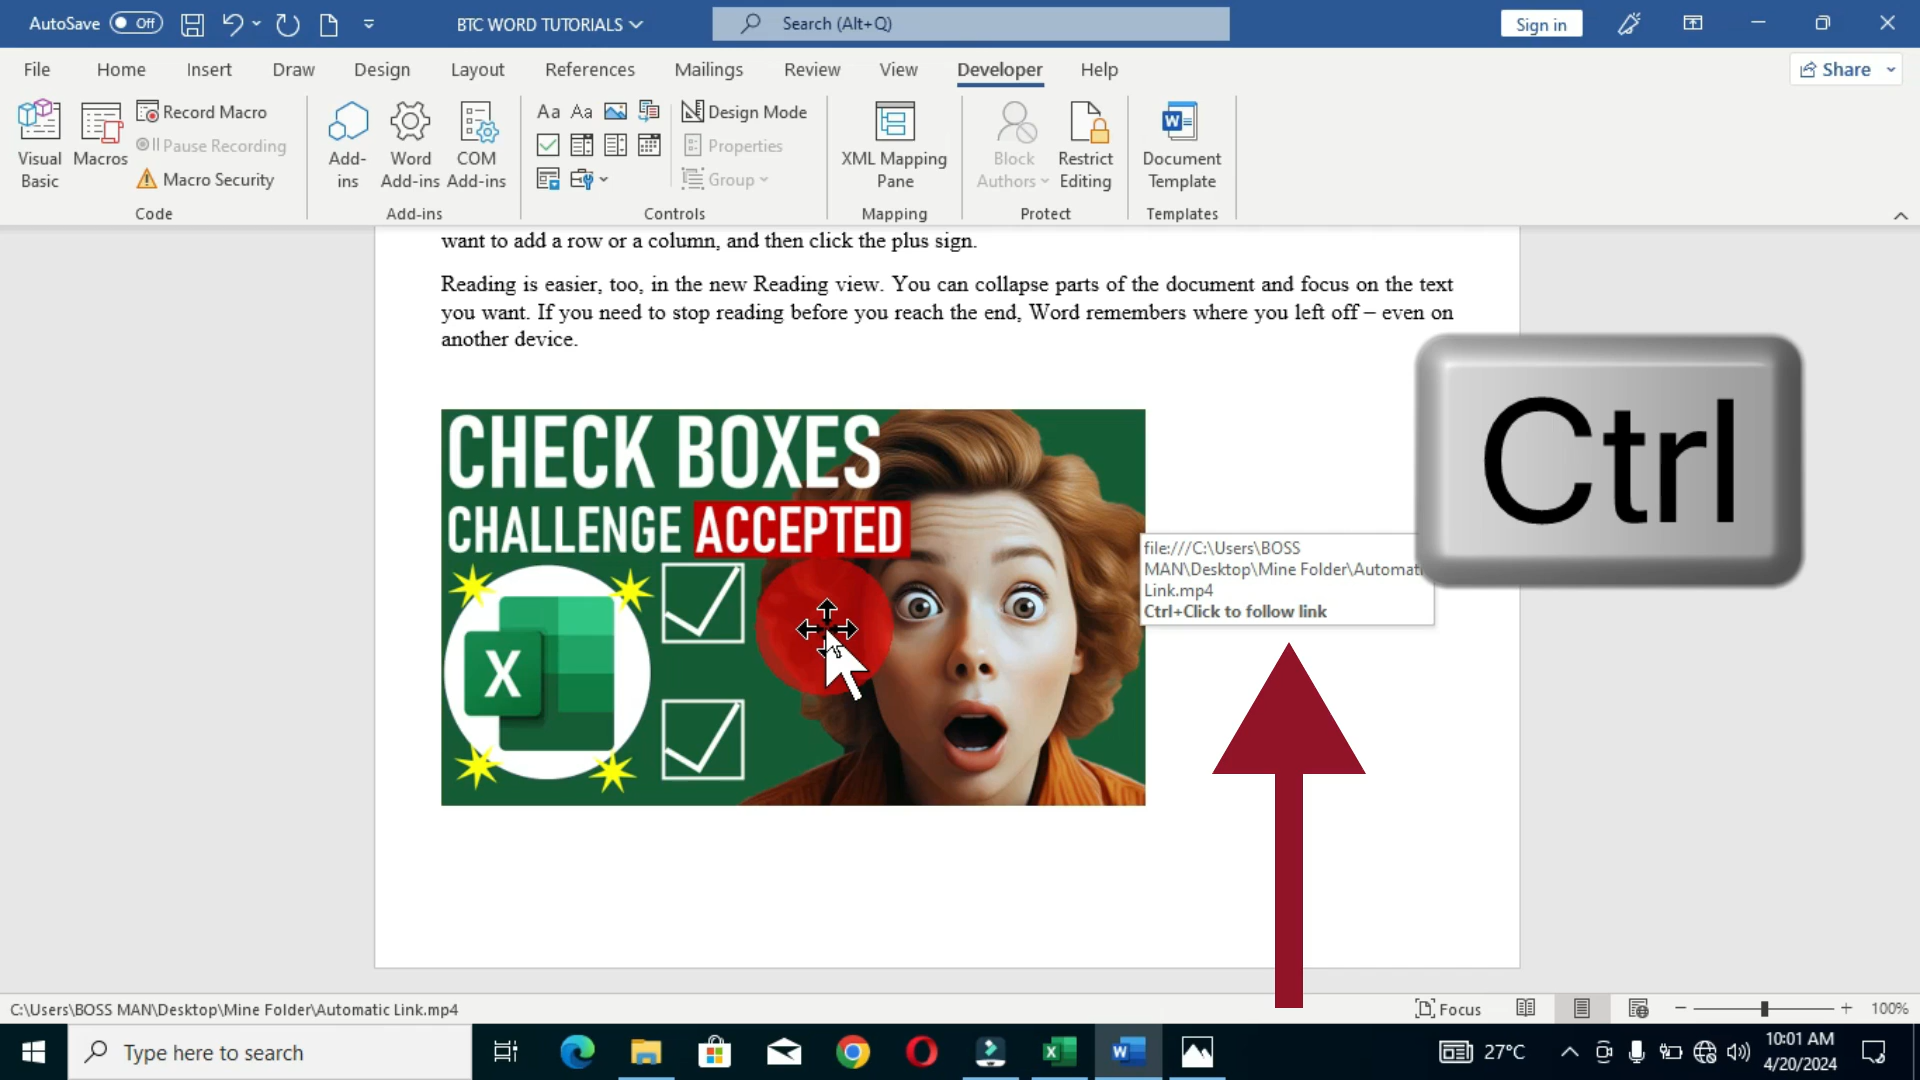 AutoSave Off BTC WORD TUTORIALS Search (Alt+Q) Sign in
File Home Insert Draw Design Layout References Mailings Review View Developer Help Share
Visual Basic
Macros
Record Macro
Pause Recording
Macro Security
Code
Add-ins
Word Add-ins
COM Add-ins
Add-ins
Aa Aa
Design Mode
Properties
Group
Controls
XML Mapping Pane
Mapping
Block Authors
Restrict Editing
Protect
Document Template
Templates
want to add a row or a column, and then click the plus sign.
Reading is easier, too, in the new Reading view. You can collapse parts of the document and focus on the text
you want. If you need to stop reading before you reach the end, Word remembers where you left off – even on
another device.
CHECK BOXES
CHALLENGE ACCEPTED
X
file:///C:\Users\BOSS
MAN\Desktop\Mine Folder\Automati
Link.mp4
Ctrl+Click to follow link
Ctrl
C:\Users\BOSS MAN\Desktop\Mine Folder\Automatic Link.mp4 Focus 100%
Type here to search 27°C 10:01 AM
4/20/2024